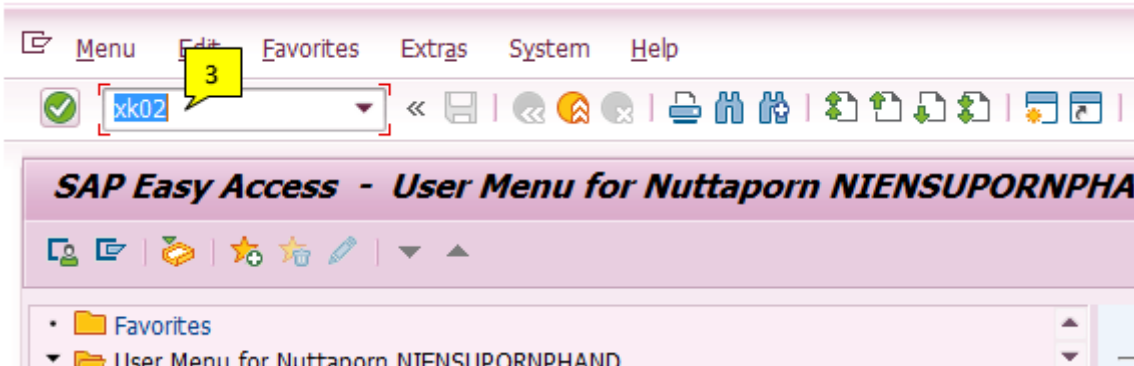 Menu Edit Favorites Extras System Help
3
xk02
SAP Easy Access - User Menu for Nuttaporn NIENSUPORNPHA
Favorites
User Menu for Nuttaporn NIENSUPORNPHAND